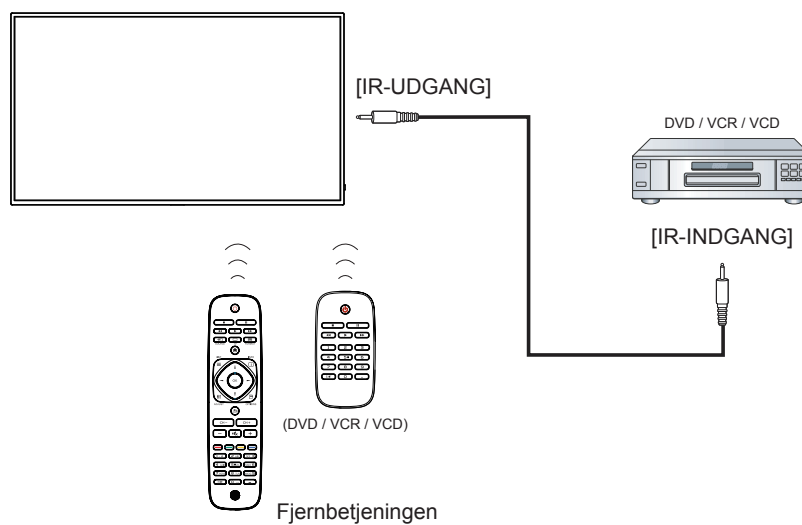 [IR-UDGANG]
DVD / VCR / VCD
[IR-INDGANG]
(DVD / VCR / VCD)
Fjernbetjeningen